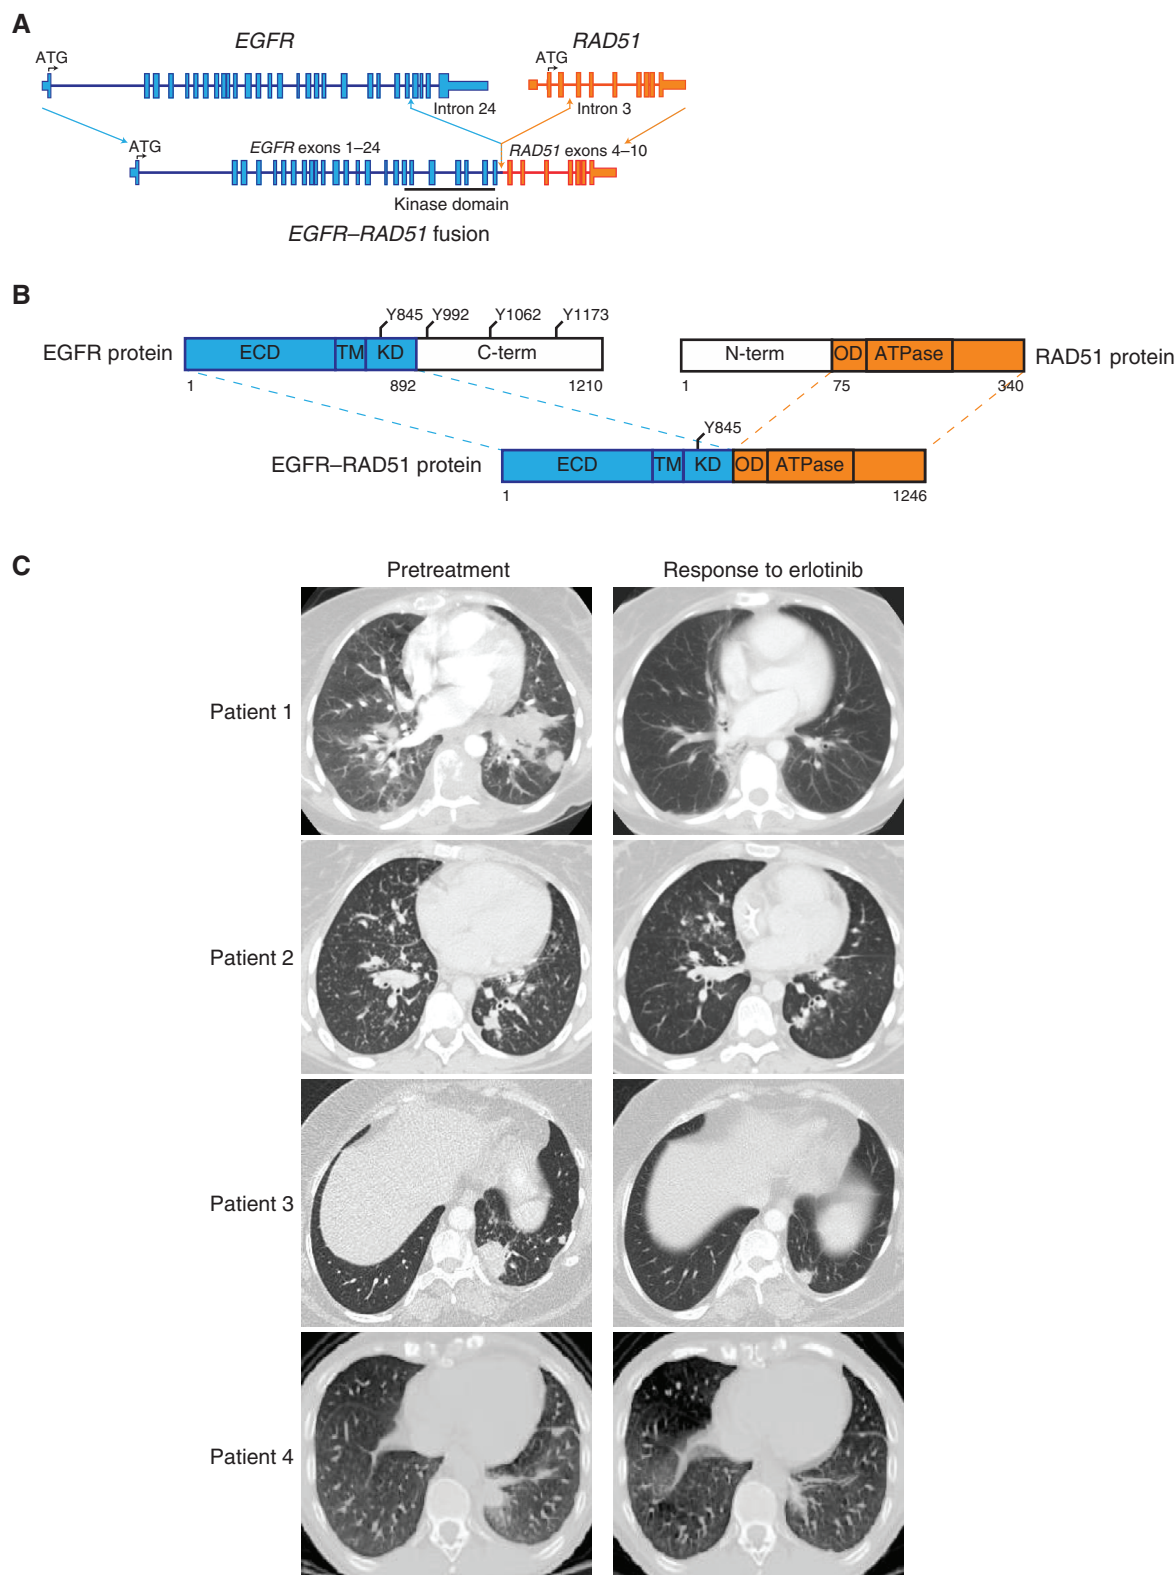 A
EGFR RAD51
ATG ATG
Intron 24 Intron 3
ATG EGFR exons 1–24 RAD51 exons 4–10
Kinase domain
EGFR–RAD51 fusion
B
Y845 Y992 Y1062 Y1173
EGFR protein ECD TM KD C-term N-term OD ATPase RAD51 protein
1 892 1210 1 75 340
Y845
EGFR–RAD51 protein ECD TM KD OD ATPase
1 1246
C
Pretreatment Response to erlotinib
Patient 1
Patient 2
Patient 3
Patient 4